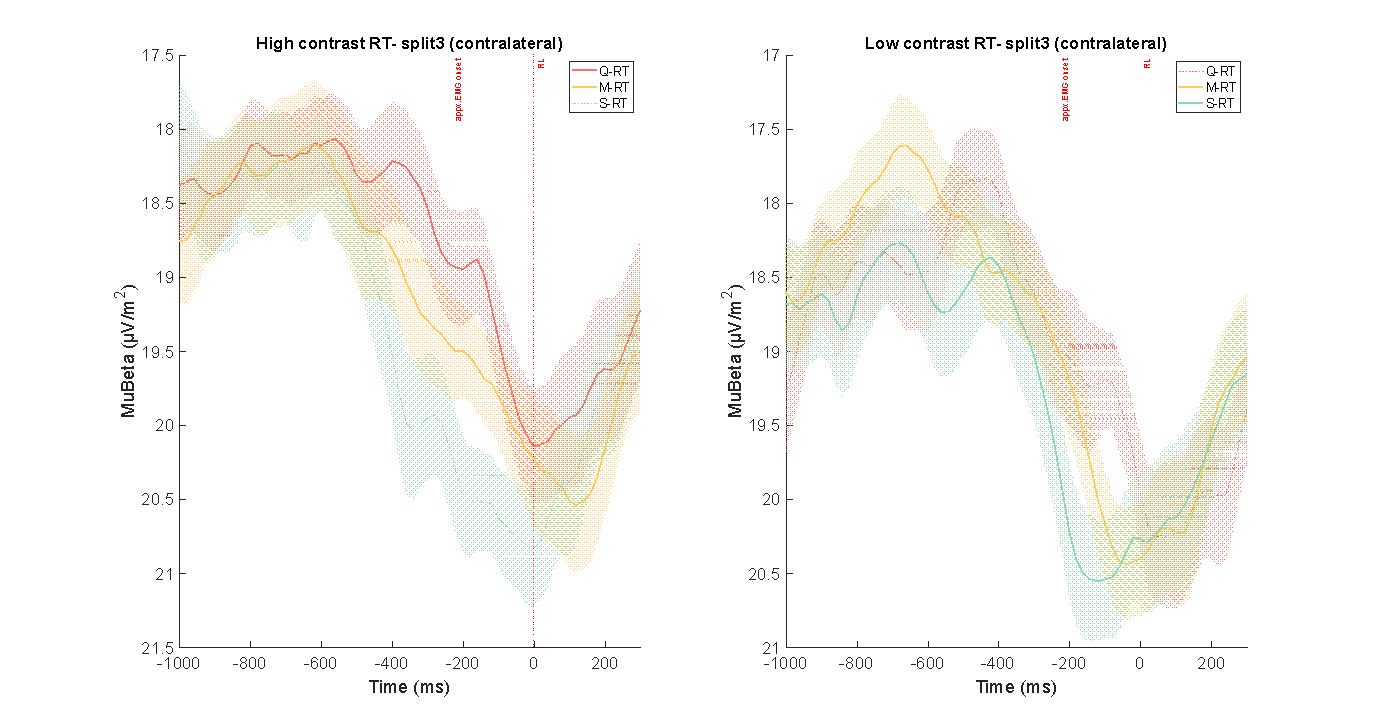 High contrast RT- split3 (contralateral)
17.5
18
18.5
19
19.5
20
20.5
21
21.5
MuBeta (µV/m2)
-1000
-800
-600
-400
-200
0
200
Time (ms)
appx.EMG onset
RL
Q-RT
M-RT
S-RT
Low contrast RT- split3 (contralateral)
17
17.5
18
18.5
19
19.5
20
20.5
21
MuBeta (µV/m2)
-1000
-800
-600
-400
-200
0
200
Time (ms)
appx.EMG onset
RL
Q-RT
M-RT
S-RT